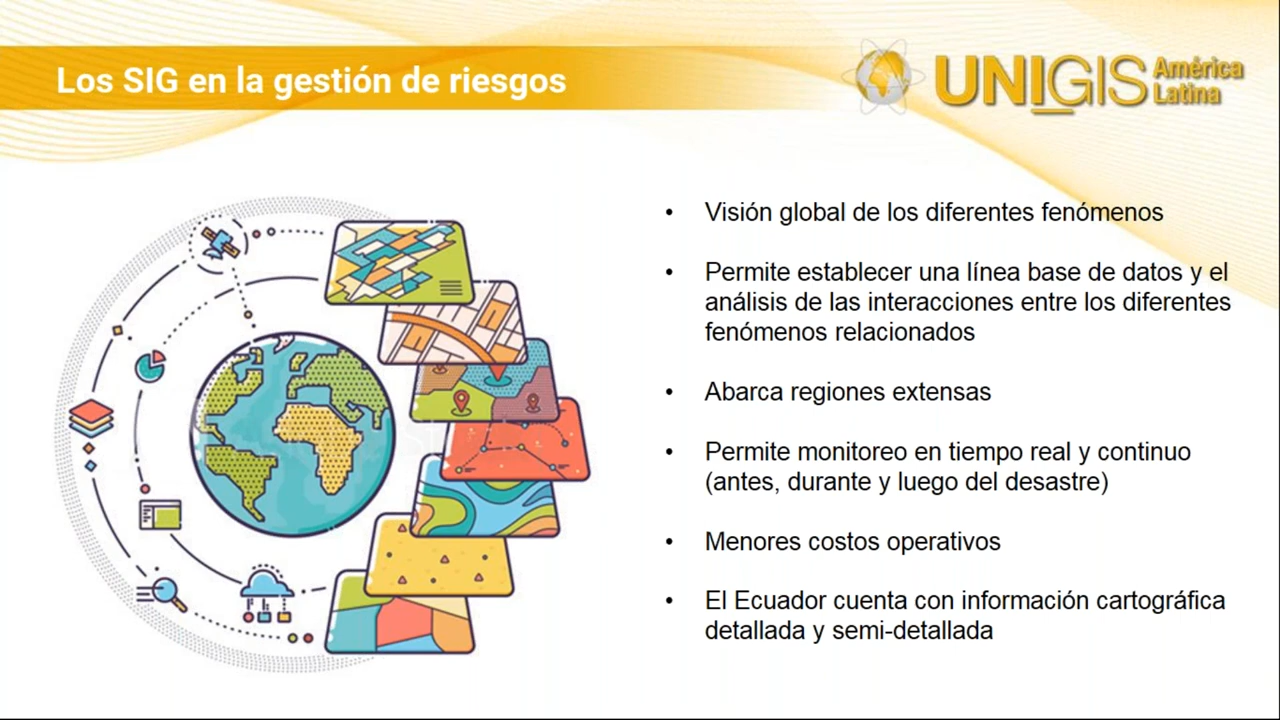 Los SIG en la gestión de riesgos
UNIGIS América
Latina
• Visión global de los diferentes fenómenos
• Permite establecer una línea base de datos y el
análisis de las interacciones entre los diferentes
fenómenos relacionados
• Abarca regiones extensas
• Permite monitoreo en tiempo real y continuo
(antes, durante y luego del desastre)
• Menores costos operativos
• El Ecuador cuenta con información cartográfica
detallada y semi-detallada